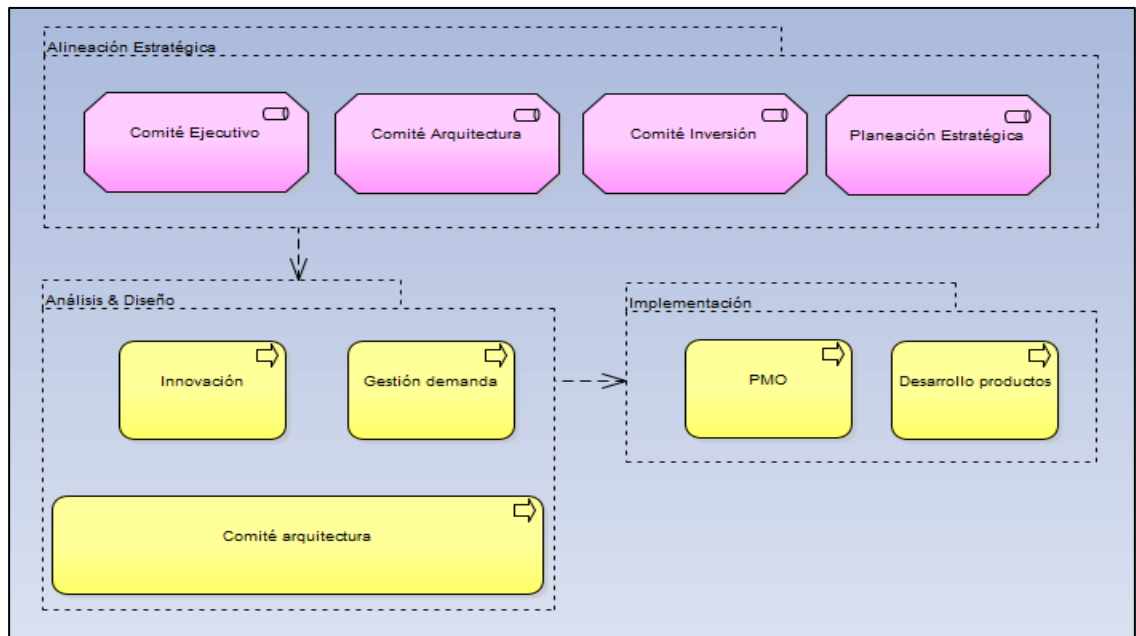 Alineación Estratégica
Comité Ejecutivo
Comité Arquitectura
Comité Inversión
Planeación Estratégica
Análisis & Diseño
Implementación
Innovación
Gestión demanda
PMO
Desarrollo productos
Comité arquitectura